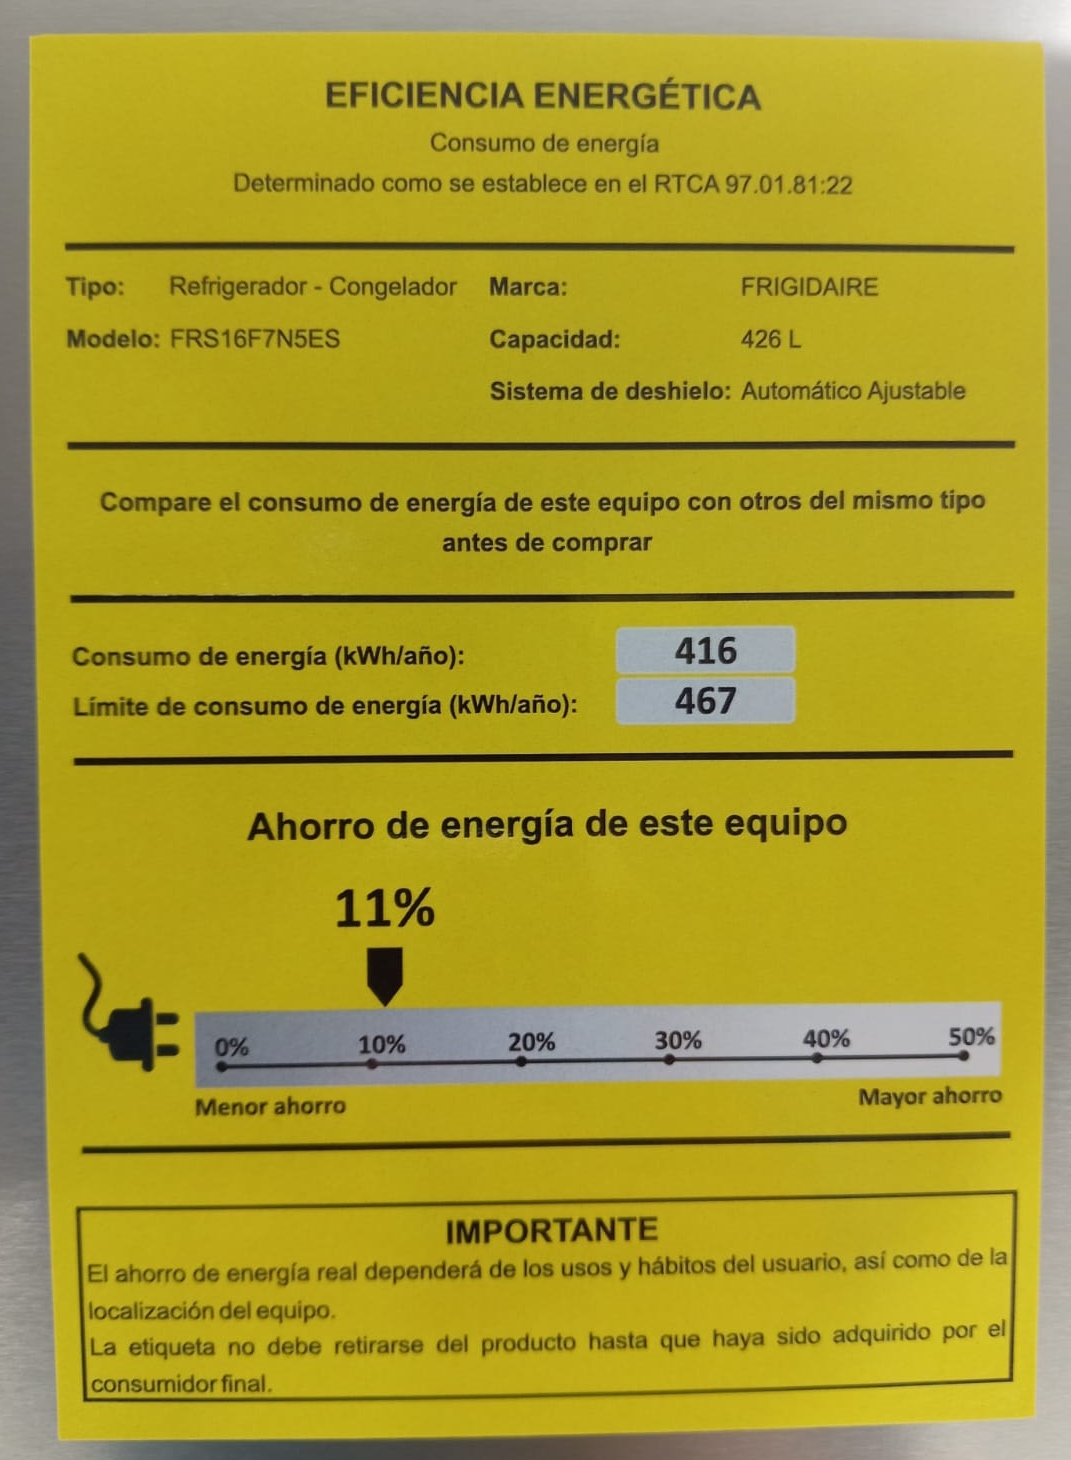 EFICIENCIA ENERGÉTICA
Consumo de energía
Determinado como se establece en el RTCA 97.01.81:22
Tipo: Refrigerador - Congelador Marca: FRIGIDAIRE
Modelo: FRS16F7N5ES Capacidad: 426 L
Sistema de deshielo: Automático Ajustable
Compare el consumo de energía de este equipo con otros del mismo tipo
antes de comprar
Consumo de energía (kWh/año): 416
Límite de consumo de energía (kWh/año): 467
Ahorro de energía de este equipo
11%
0% 10% 20% 30% 40% 50%
Menor ahorro Mayor ahorro
IMPORTANTE
El ahorro de energía real dependerá de los usos y hábitos del usuario, así como de la
localización del equipo.
La etiqueta no debe retirarse del producto hasta que haya sido adquirido por el
consumidor final.